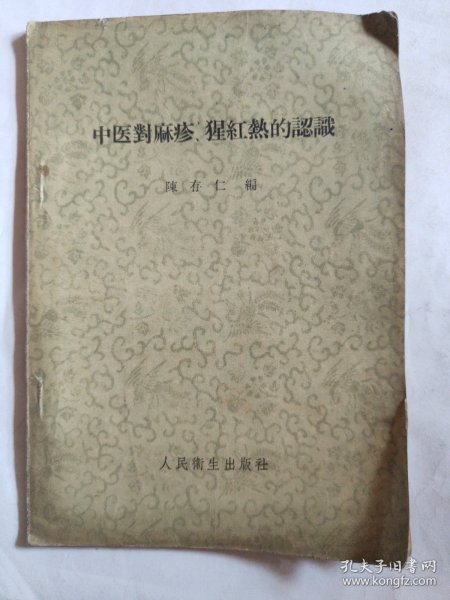 中医對麻疹、猩紅熱的認識
陳存仁 編
人民衛生出版社
孔夫子旧书网
www.kongfz.com